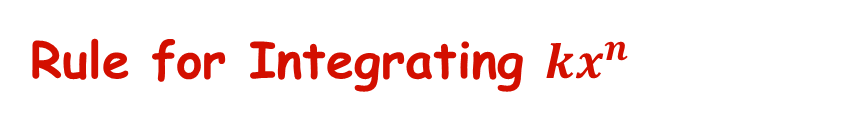 Rule for Integrating $kx^n$